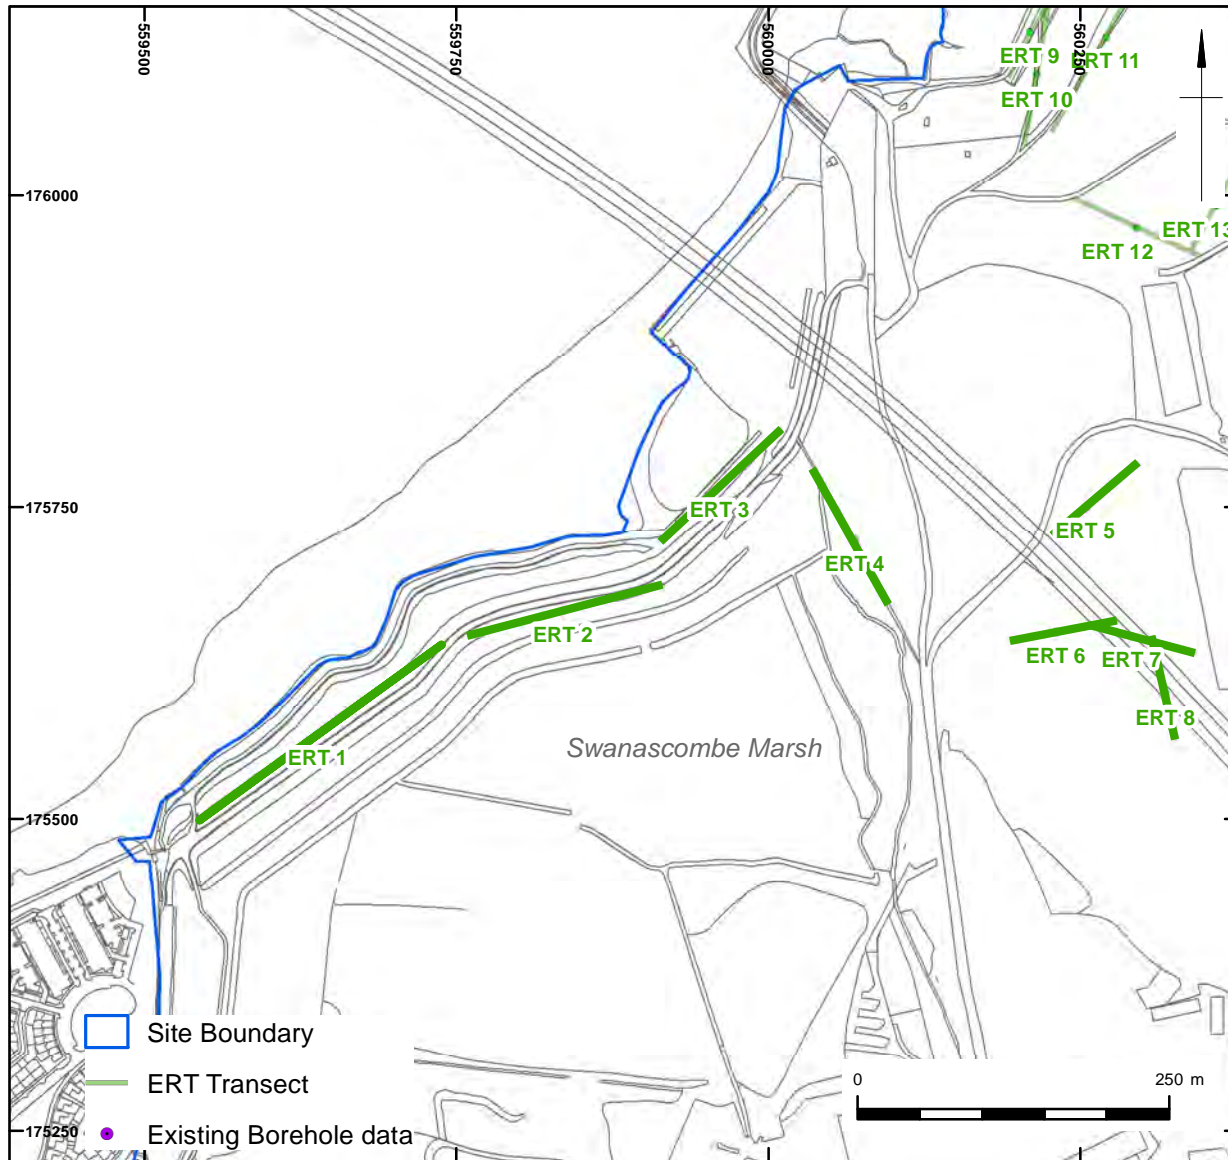 559500
559750
560000
560250
ERT 9
ERT 11
ERT 10
176000
ERT 13
ERT 12
175750
ERT 3
ERT 5
ERT 4
ERT 2
ERT 6
ERT 7
ERT 8
Swanascombe Marsh
ERT 1
175500
Site Boundary
ERT Transect
Existing Borehole data
0
250 m
175250